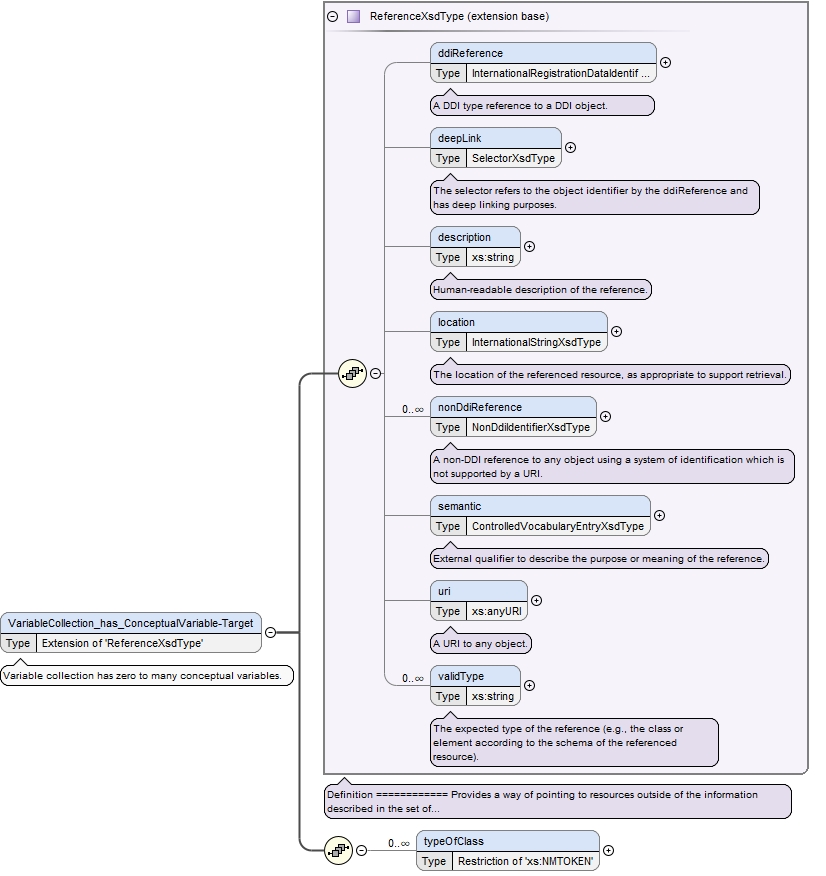 ReferenceXsdType (extension base)
ddiReference
Type InternationalRegistrationDataIdentif ...
A DDI type reference to a DDI object.
deepLink
Type SelectorXsdType
The selector refers to the object identifier by the ddiReference and
has deep linking purposes.
description
Type xs:string
Human-readable description of the reference.
location
Type InternationalStringXsdType
The location of the referenced resource, as appropriate to support retrieval.
0..∞
nonDdiReference
Type NonDdiIdentifierXsdType
A non-DDI reference to any object using a system of identification which is
not supported by a URI.
semantic
Type ControlledVocabularyEntryXsdType
External qualifier to describe the purpose or meaning of the reference.
uri
Type xs:anyURI
A URI to any object.
VariableCollection_has_ConceptualVariable-Target
Type Extension of 'ReferenceXsdType'
Variable collection has zero to many conceptual variables.
0..∞
validType
Type xs:string
The expected type of the reference (e.g., the class or
element according to the schema of the referenced
resource).
Definition ============ Provides a way of pointing to resources outside of the information
described in the set of...
0..∞
typeOfClass
Type Restriction of 'xs:NMTOKEN'